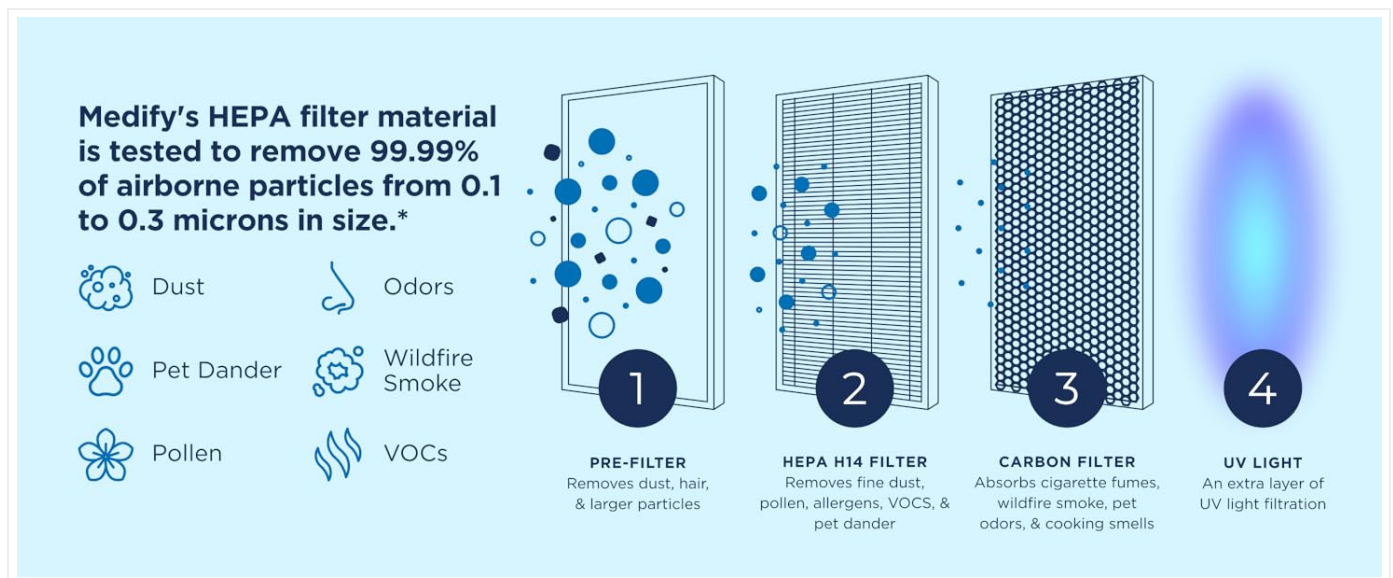 Medify's HEPA filter material
is tested to remove 99.99%
of airborne particles from 0.1
to 0.3 microns in size.*
Dust
Odors
Pet Dander
Wildfire
Smoke
Pollen
VOCs
1
PRE-FILTER
Removes dust, hair,
& larger particles
2
HEPA H14 FILTER
Removes fine dust,
pollen, allergens, VOCS, &
pet dander
3
CARBON FILTER
Absorbs cigarette fumes,
wildfire smoke, pet
odors, & cooking smells
4
UV LIGHT
An extra layer of
UV light filtration